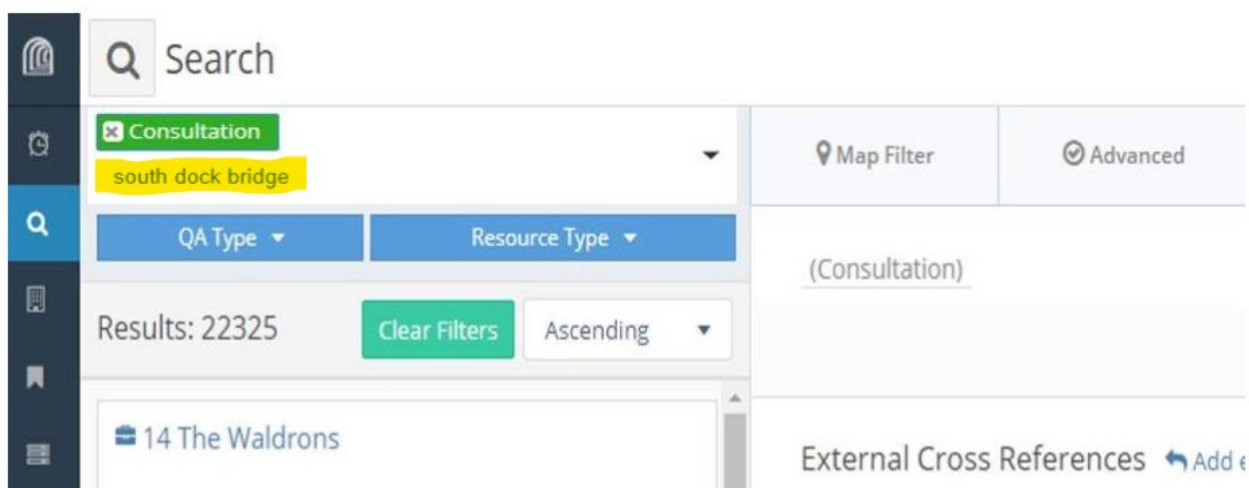 Search
Consultation
south dock bridge
QA Type
Resource Type
Results: 22325
Clear Filters
Ascending
14 The Waldrons
Map Filter
Advanced
(Consultation)
External Cross References
Add